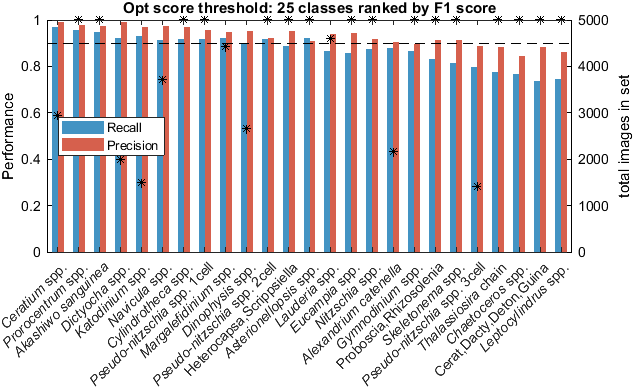 Opt score threshold: 25 classes ranked by F1 score
1
0.8
0.6
0.4
0.2
0
Performance
5000
4000
3000
2000
1000
0
total images in set
Recall
Precision
Ceratium spp.
Prorocentrum spp.
Akashiwo sanguinea
Dictyocha spp.
Katodinium spp.
Navicula spp.
Cylindrotheca spp.
Pseudo-nitzschia spp. 1cell
Margalefidinium spp.
Dinophysis spp.
Pseudo-nitzschia spp. 2cell
Heterocapsa,Scrippsiella
Asterionellopsis spp.
Lauderia spp.
Eucampia spp.
Nitzschia spp.
Alexandrium catenella
Gymnodinium spp.
Proboscia,Rhizosolenia
Skeletonema spp.
Pseudo-nitzschia spp. 3cell
Thalassiosira chain
Chaetoceros spp.
Cerat,Dacty,Deton,Guina
Leptocylindrus spp.